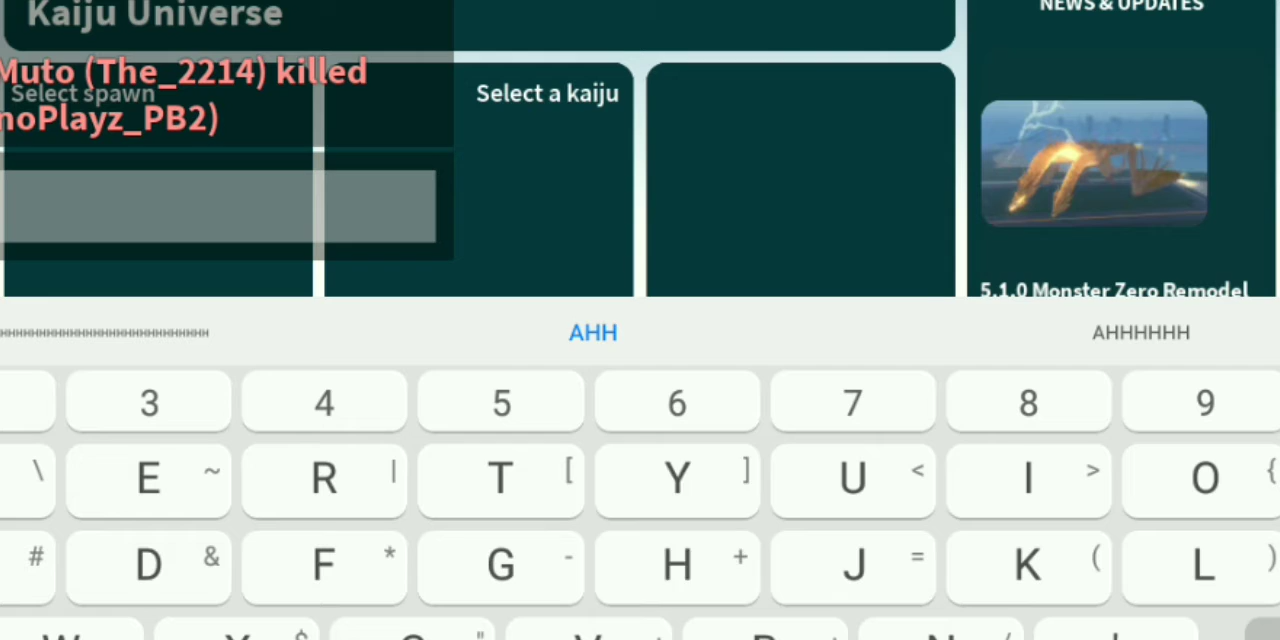 Kaiju Universe
NEWS & UPDATES
Muto (The_2214) killed
noPlayz_PB2)
Select spawn
Select a kaiju
5.1.0 Monster Zero Remodel
AHH
AHHHHHH
3 4 5 6 7 8 9
\ E ~ R | T [ Y ] U < I > O {
# D & F * G - H + J = K ( L )